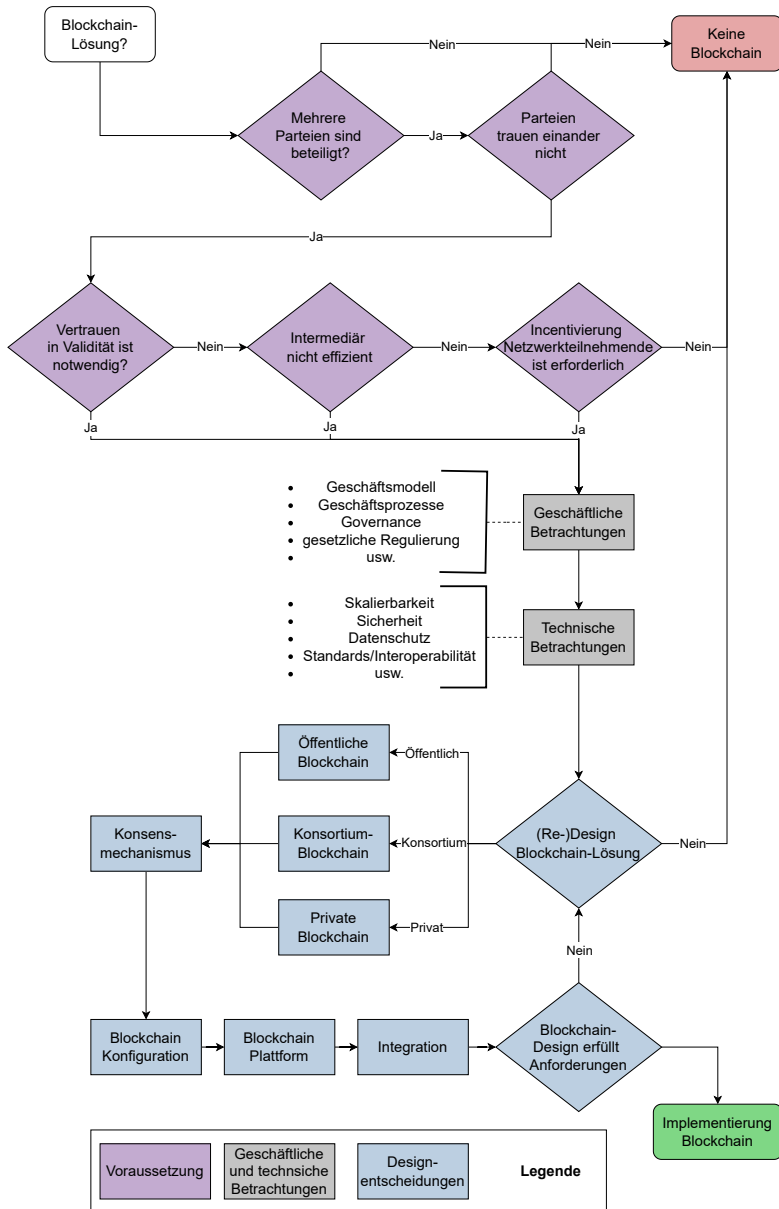 Blockchain-
Lösung?
Nein
Nein
Keine
Blockchain
Mehrere
Parteien sind
beteiligt?
Ja
Parteien
trauen einander
nicht
Ja
Vertrauen
in Validität ist
notwendig?
Nein
Intermediär
nicht effizient
Nein
Incentivierung
Netzwerkteilnehmende
ist erforderlich
Nein
Ja
Ja
Ja
• Geschäftsmodell
• Geschäftsprozesse
• Governance
• gesetzliche Regulierung
• usw.
Geschäftliche
Betrachtungen
• Skalierbarkeit
• Sicherheit
• Datenschutz
• Standards/Interoperabilität
• usw.
Technische
Betrachtungen
Öffentliche
Blockchain
Öffentlich
Konsens-
mechanismus
Konsortium-
Blockchain
Konsortium
(Re-)Design
Blockchain-Lösung
Nein
Private
Blockchain
Privat
Nein
Blockchain
Konfiguration
Blockchain
Plattform
Integration
Blockchain-
Design erfüllt
Anforderungen
Implementierung
Blockchain
Voraussetzung
Geschäftliche
und technsiche
Betrachtungen
Design-
entscheidungen
Legende